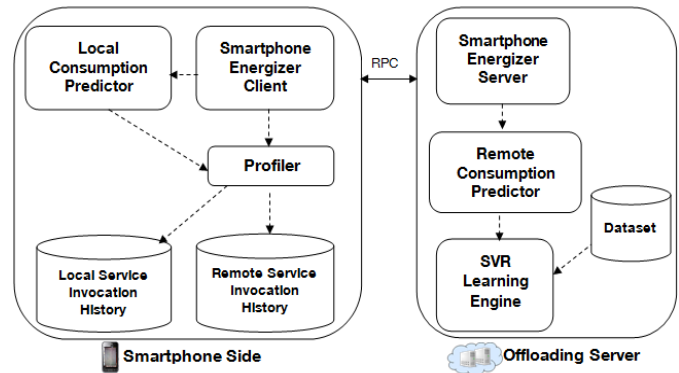 Local
Consumption
Predictor
Smartphone
Energizer
Client
Profiler
Local Service
Invocation
History
Remote Service
Invocation
History
Smartphone Side
RPC
Smartphone
Energizer
Server
Remote
Consumption
Predictor
Dataset
SVR
Learning
Engine
Offloading Server